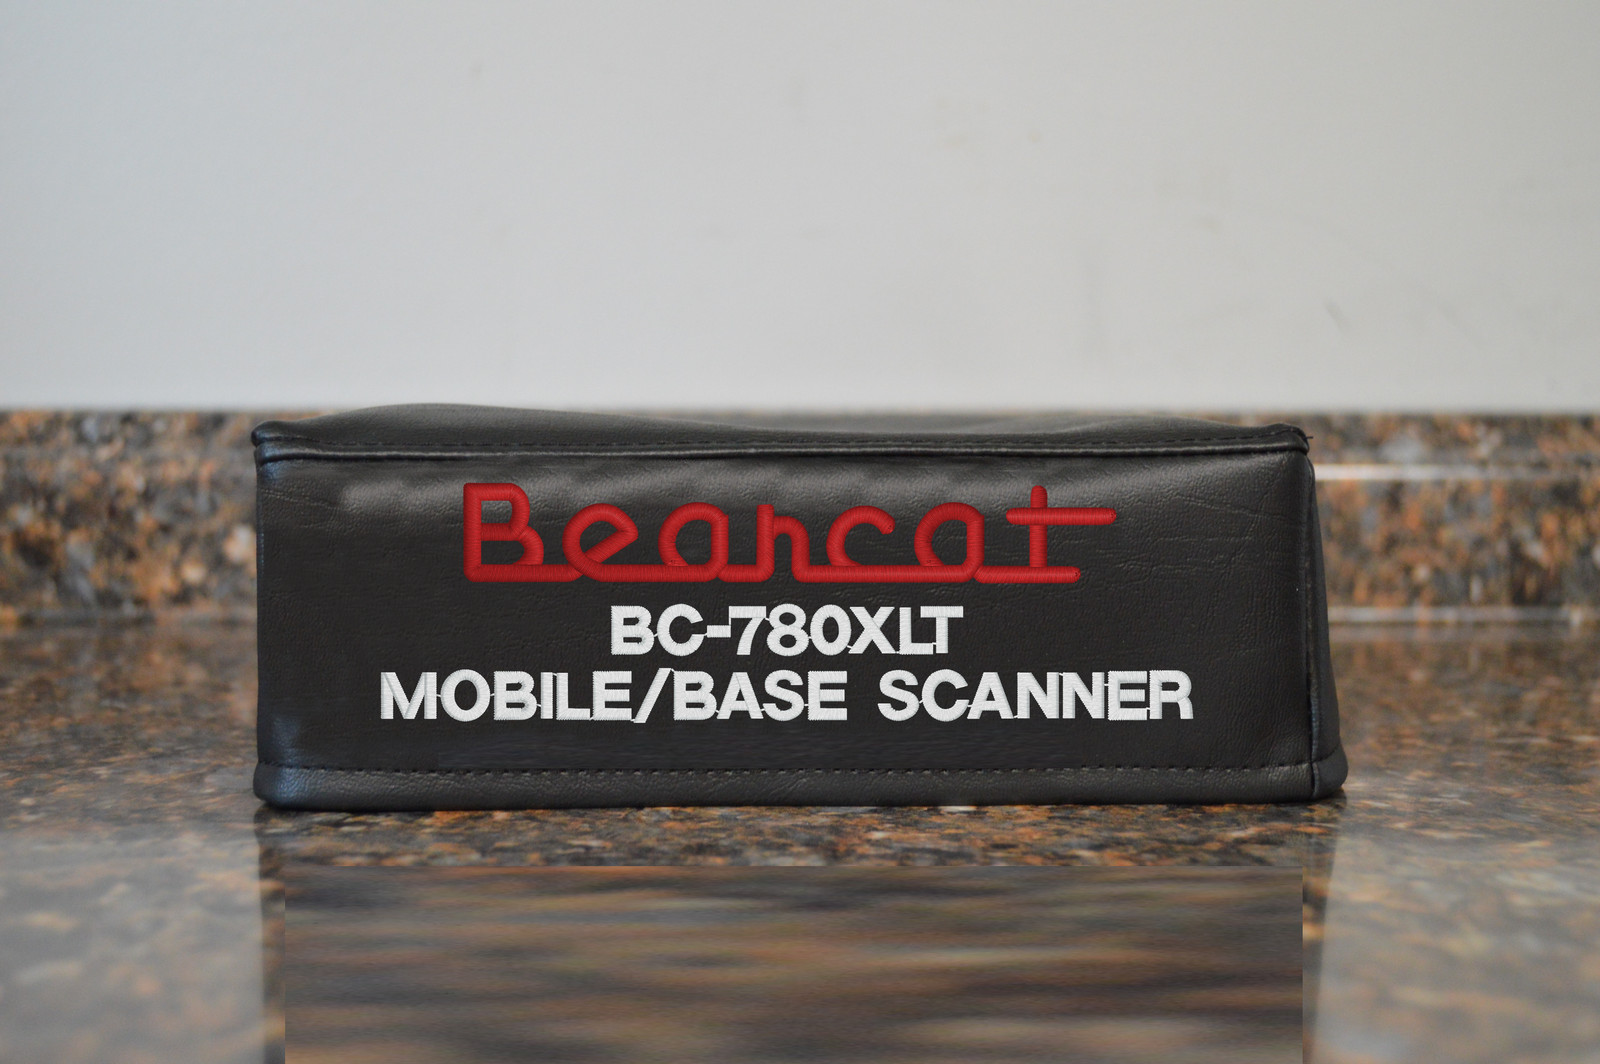 Bearcat
BC-780XLT
MOBILE/BASE SCANNER